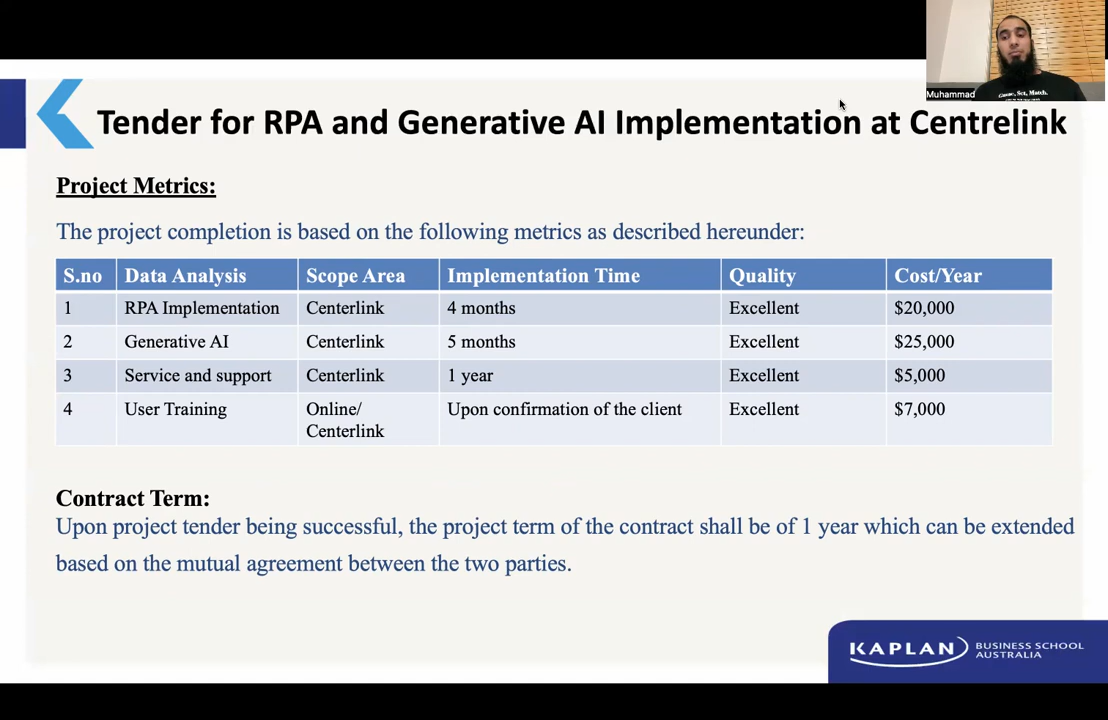 Muhammad
Game, Set, Match.
Tender for RPA and Generative AI Implementation at Centrelink
Project Metrics:
The project completion is based on the following metrics as described hereunder:
S.no Data Analysis Scope Area Implementation Time Quality Cost/Year
1 RPA Implementation Centerlink 4 months Excellent $20,000
2 Generative AI Centerlink 5 months Excellent $25,000
3 Service and support Centerlink 1 year Excellent $5,000
4 User Training Online/ Upon confirmation of the client Excellent $7,000
Centerlink
Contract Term:
Upon project tender being successful, the project term of the contract shall be of 1 year which can be extended
based on the mutual agreement between the two parties.
KAPLAN BUSINESS SCHOOL
AUSTRALIA